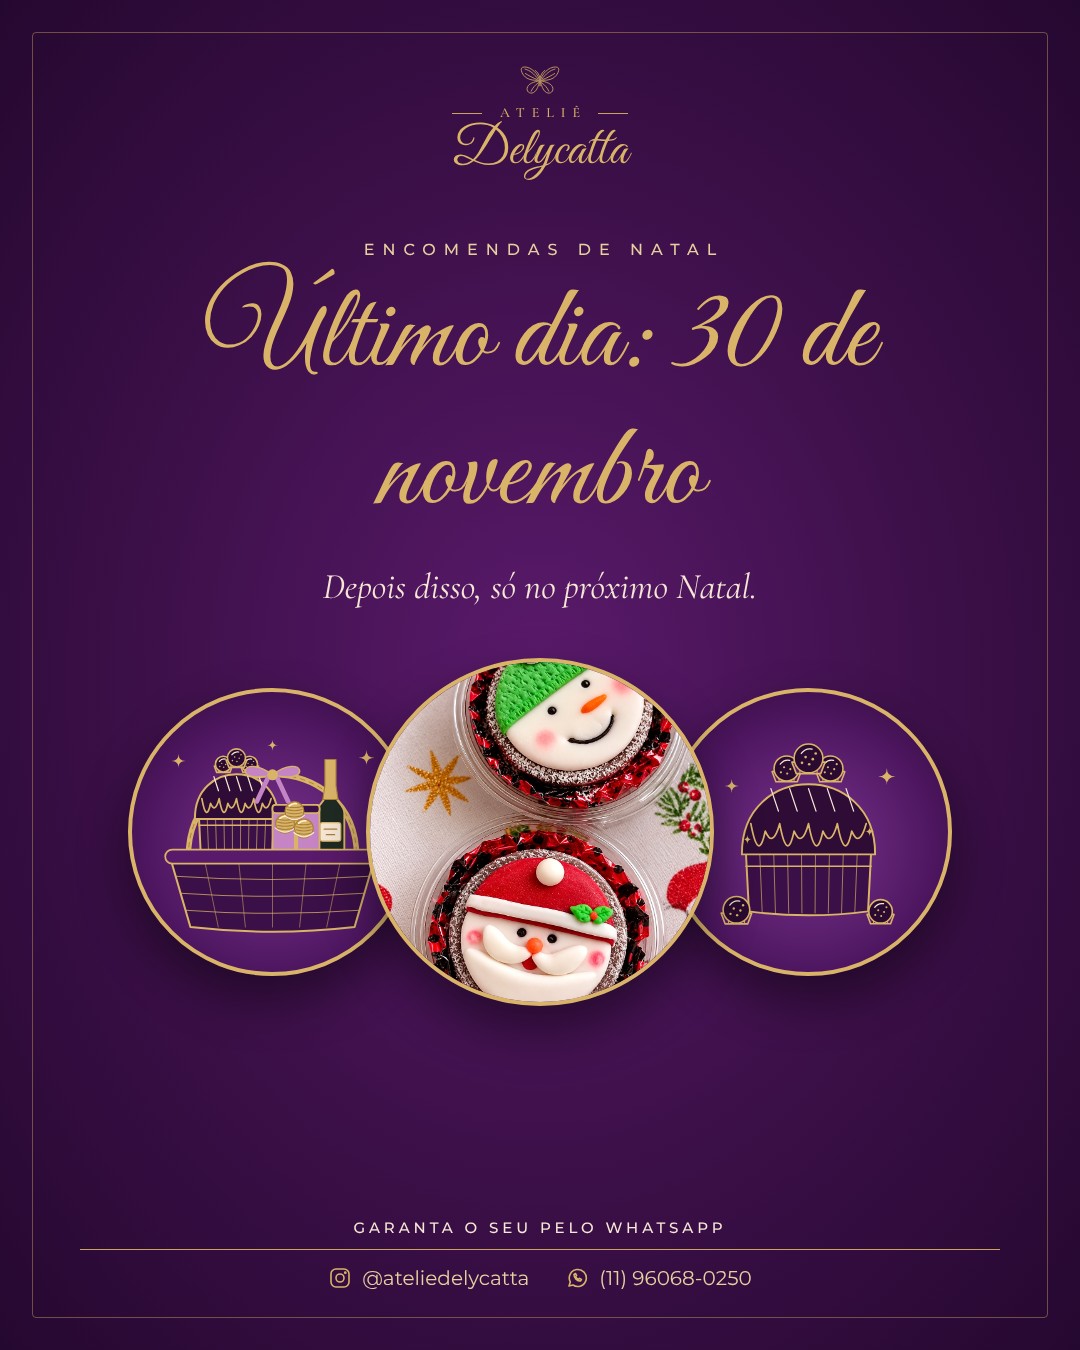 ATELIÊ
Delycatta
ENCOMENDAS DE NATAL
Último dia: 30 de
novembro
Depois disso, só no próximo Natal.
GARANTA O SEU PELO WHATSAPP
@ateliedelycatta (11) 96068-0250